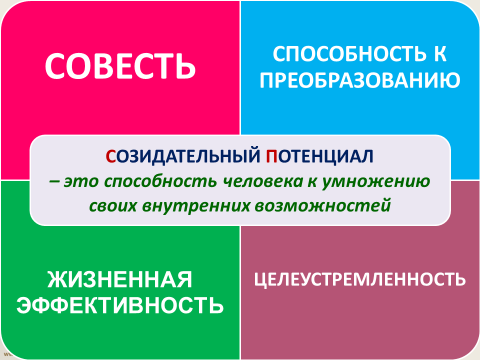 СОВЕСТЬ
СПОСОБНОСТЬ К
ПРЕОБРАЗОВАНИЮ
СОЗИДАТЕЛЬНЫЙ ПОТЕНЦИАЛ
– это способность человека к умножению
своих внутренних возможностей
ЖИЗНЕННАЯ
ЭФФЕКТИВНОСТЬ
ЦЕЛЕУСТРЕМЛЕННОСТЬ